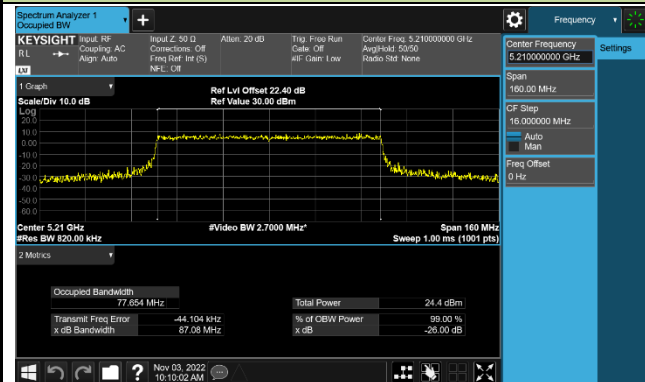 Spectrum Analyzer 1
Occupied BW
Frequency
KEYSIGHT
RL
Input: RF
Coupling: AC
Align: Auto
Input Z: 50 Ω
Corrections: Off
Freq Ref: Int (S)
NFE: Off
Atten: 20 dB
Trig: Free Run
Gate: Off
#IF Gain: Low
Center Freq: 5.210000000 GHz
Avg|Hold: 50/50
Radio Std: None
LXI
Center Frequency
5.210000000 GHz
Settings
Span
160.00 MHz
CF Step
16.000000 MHz
Auto
Man
Freq Offset
0 Hz
1 Graph
Scale/Div 10.0 dB
Ref Lvl Offset 22.40 dB
Ref Value 30.00 dBm
Log
20.0
10.0
0.00
-10.0
-20.0
-30.0
-40.0
-50.0
-60.0
Center 5.21 GHz
#Video BW 2.7000 MHz*
Span 160 MHz
#Res BW 820.00 kHz
Sweep 1.00 ms (1001 pts)
2 Metrics
Occupied Bandwidth
77.654 MHz
Total Power
24.4 dBm
Transmit Freq Error
-44.104 kHz
% of OBW Power
99.00 %
x dB Bandwidth
87.08 MHz
x dB
-26.00 dB
?
Nov 03, 2022
10:10:02 AM